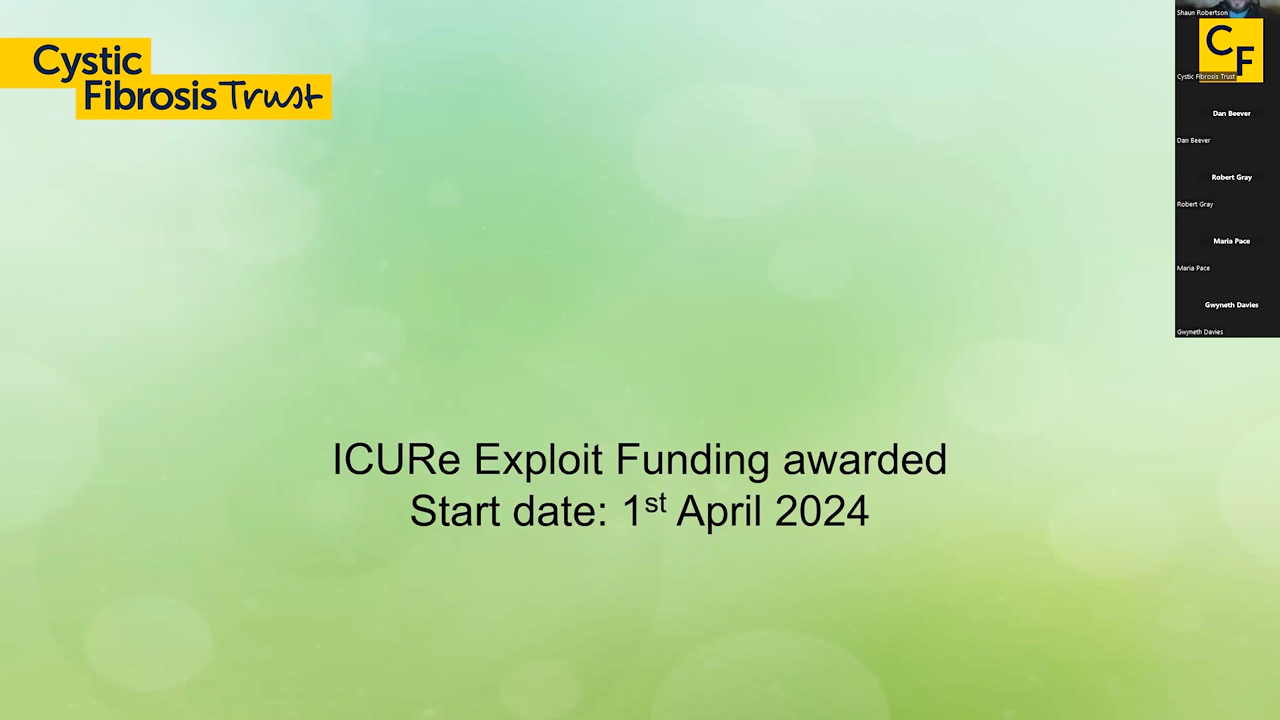 Cystic
Fibrosis Trust
ICURe Exploit Funding awarded
Start date: 1st April 2024
Shaun Robertson
CF
Cystic Fibrosis Trust
Dan Beever
Dan Beever
Robert Gray
Robert Gray
Maria Pace
Maria Pace
Gwyneth Davies
Gwyneth Davies